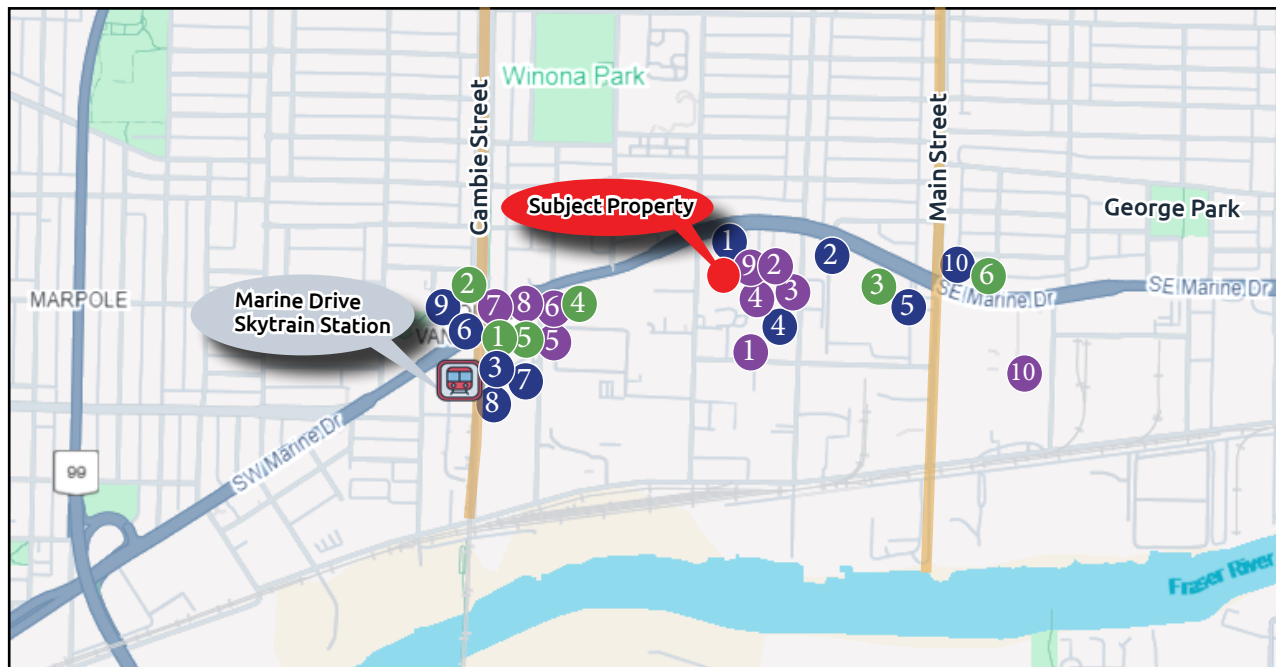 Winona Park
Cambie Street
Main Street
Subject Property
George Park
1
2
10
9
2
6
2
3
3
4
MARPOLE
Marine Drive
Skytrain Station
9
7
8
6
4
5
SE Marine Dr
SE Marine Dr
6
VAN
1
5
5
4
1
3
7
8
10
99
SW Marine Dr
Fraser River